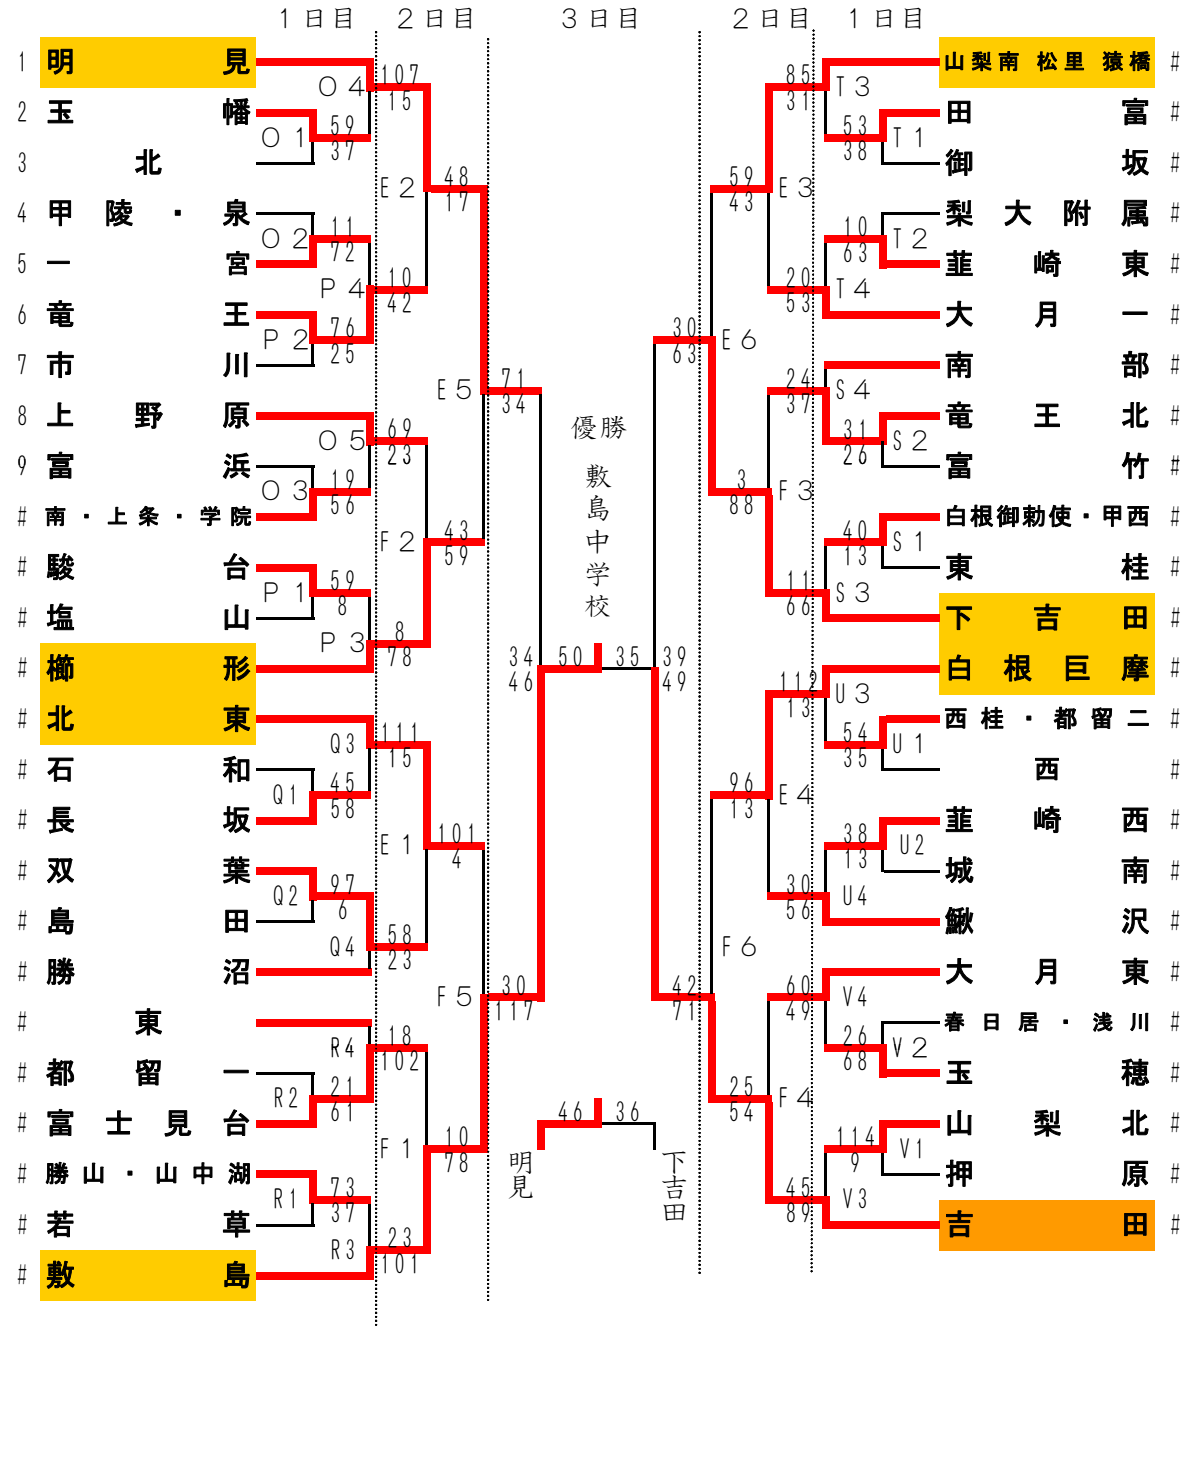 1日目 2日目 3日目 2日目 1日目
1 明見
2 玉幡
3 北
4 甲陵・泉
5 一宮
6 竜王
7 市川
8 上野原
9 富浜
# 南・上条・学院
# 駿台
# 塩山
# 櫛形
# 北東
# 石和
# 長坂
# 双葉
# 島田
# 勝沼
# 東
# 都留一
# 富士見台
# 勝山・山中湖
# 若草
# 敷島
O4 107 15
O1 59 37
E2 48 17
O2 11 72
P4 10 42
P2 76 25
E5 71 34
O5 69 23
O3 19 56
F2 43 59
P1 59 8
P3 8 78
34 46
Q3 111 15
Q1 45 58
E1 101 4
Q2 97 6
Q4 58 23
F5 30 117
R4 18 102
R2 21 61
F1 10 78
R1 73 37
R3 23 101
優勝
敷島中学校
50 35
46 36
明見
下吉田
39 49
85 31 T3
53 38 T1
59 43 E3
10 63 T2
20 53 T4
30 63 E6
24 37 S4
31 26 S2
3 88 F3
40 13 S1
11 66 S3
112 13 U3
54 35 U1
96 13 E4
38 13 U2
30 56 U4
42 71 F6
60 49 V4
26 68 V2
25 54 F4
114 9 V1
45 89 V3
山梨南 松里 猿橋 #
田富 #
御坂 #
梨大附属 #
韮崎東 #
大月一 #
南部 #
竜王北 #
富竹 #
白根御勅使・甲西 #
東桂 #
下吉田 #
白根巨摩 #
西桂・都留二 #
西 #
韮崎西 #
城南 #
鰍沢 #
大月東 #
春日居・浅川 #
玉穂 #
山梨北 #
押原 #
吉田 #